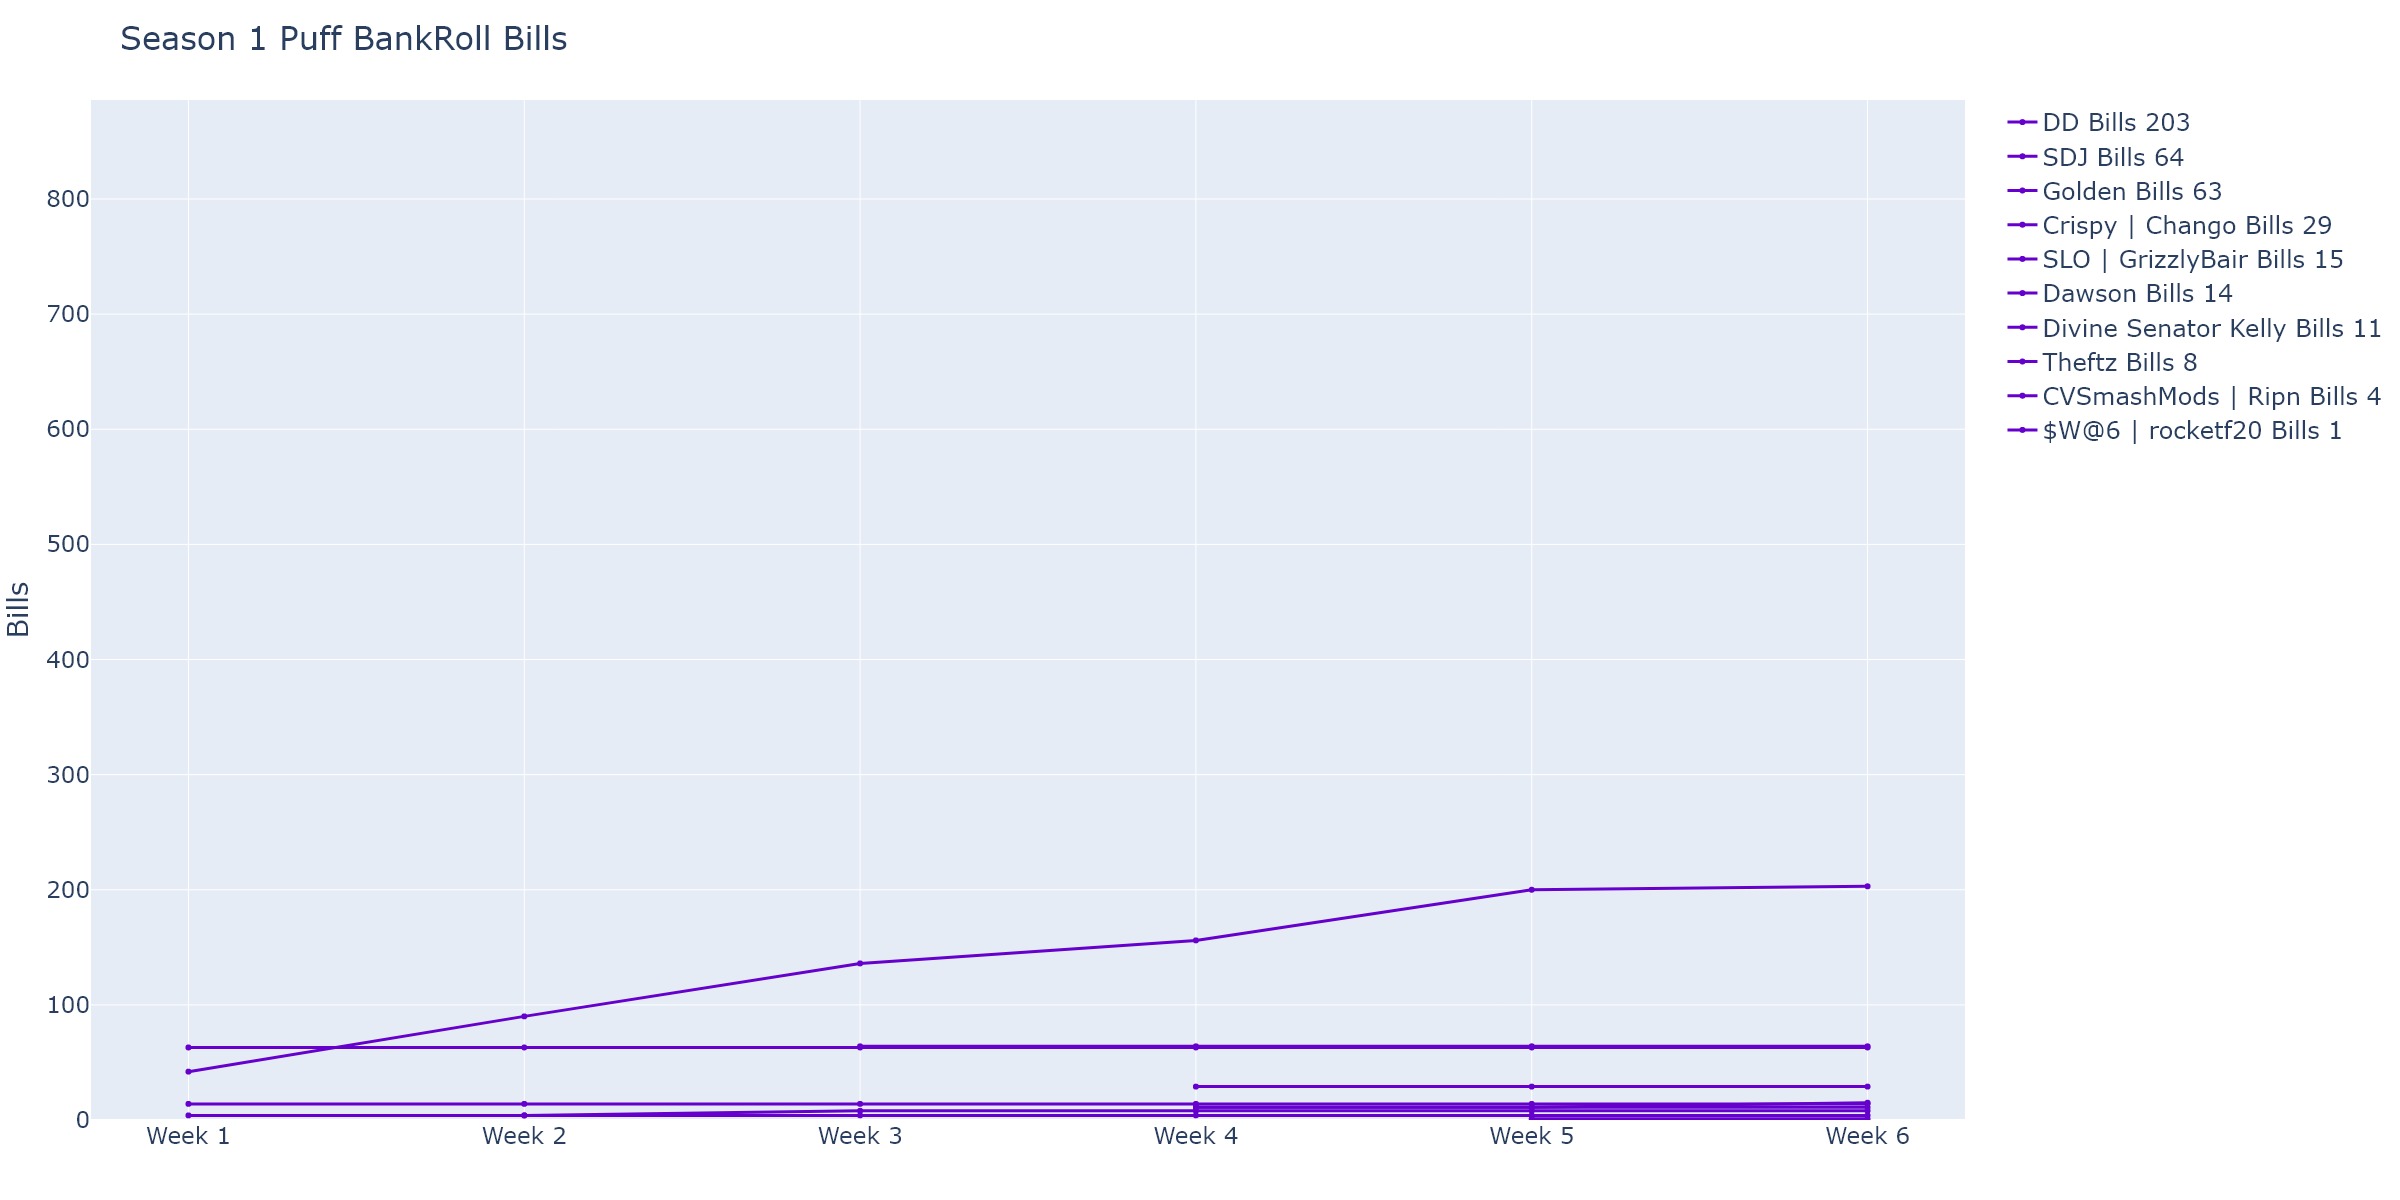 Season 1 Puff BankRoll Bills
DD Bills 203
SDJ Bills 64
Golden Bills 63
Crispy | Chango Bills 29
SLO | GrizzlyBair Bills 15
Dawson Bills 14
Divine Senator Kelly Bills 11
Theftz Bills 8
CVSmashMods | Ripn Bills 4
$W@6 | rocketf20 Bills 1
Bills
800
700
600
500
400
300
200
100
0
Week 1 Week 2 Week 3 Week 4 Week 5 Week 6